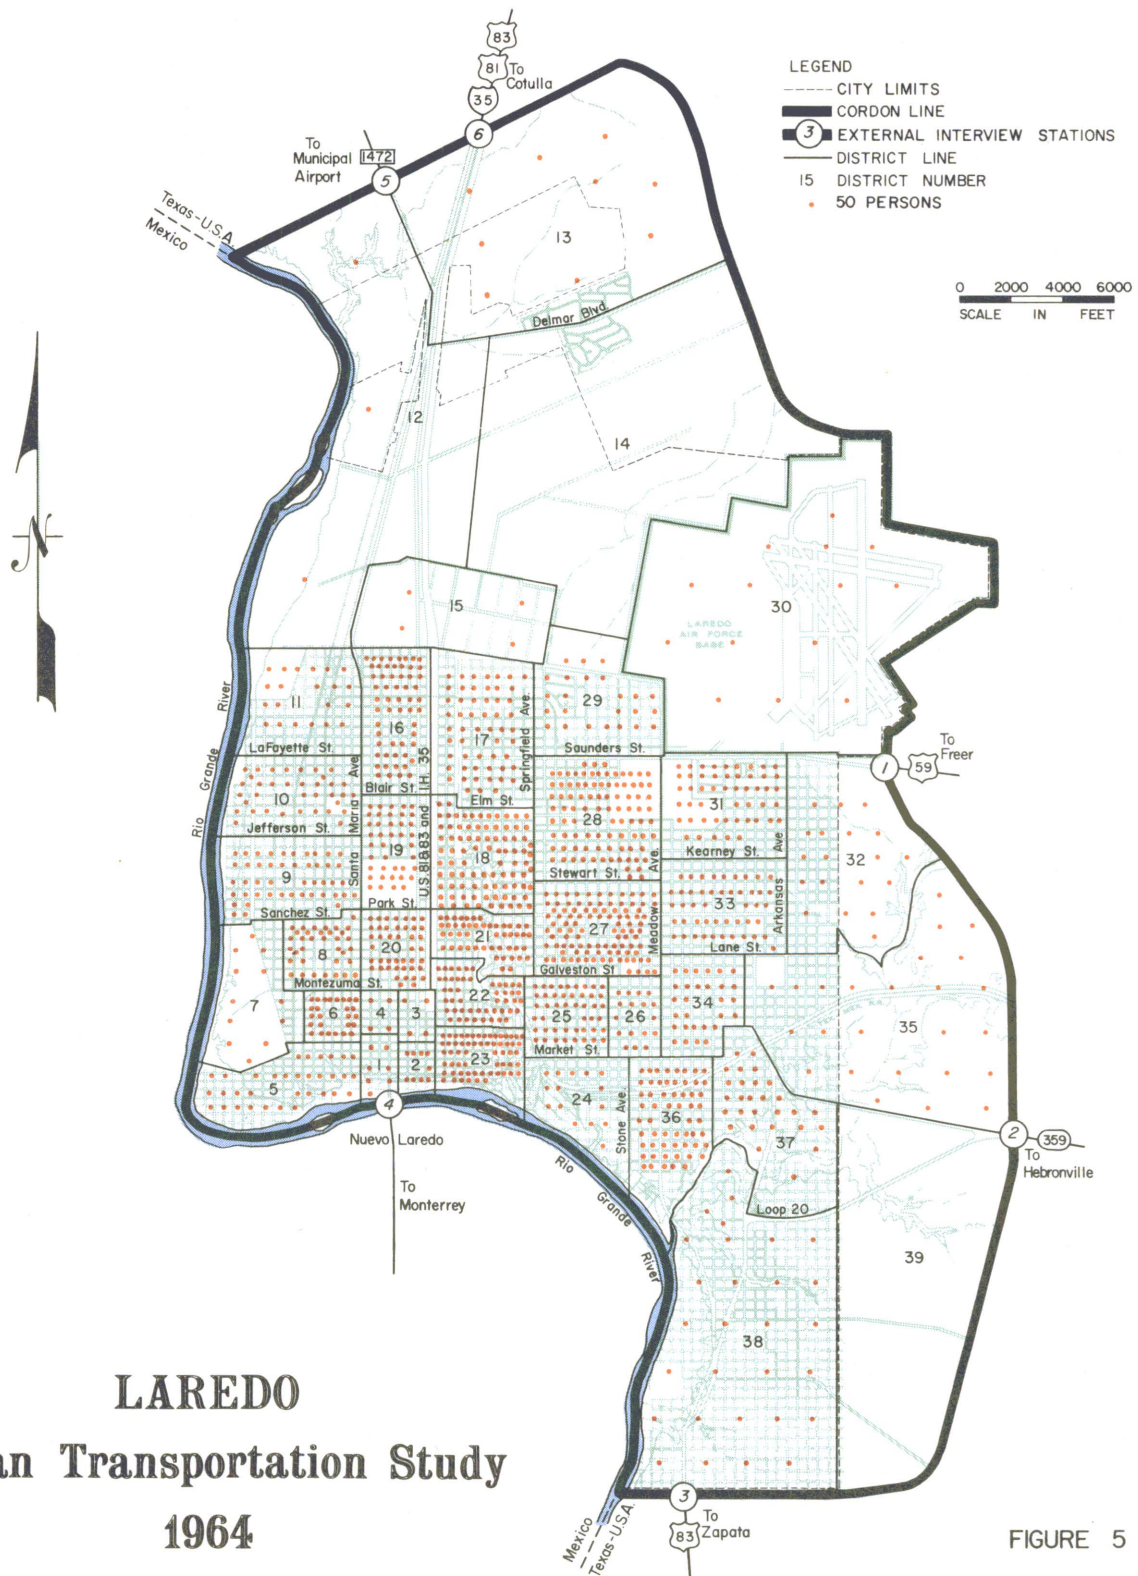 83
81
To
Cotulla
35
6
To
Municipal
Airport
1472
5
Texas-U.S.A.
Mexico
LEGEND
CITY LIMITS
CORDON LINE
3 EXTERNAL INTERVIEW STATIONS
DISTRICT LINE
15 DISTRICT NUMBER
50 PERSONS
0 2000 4000 6000
SCALE IN FEET
N
13
Delmar Blvd.
12
14
15
30
LAREDO
AIR FORCE
BASE
11
16
17
29
LaFayette St.
Saunders St.
Springfield Ave.
Rio Grande River
To
Freer
1
59
10
Blair St.
Elm St.
28
31
Jefferson St.
Santa Maria Ave
U.S. 81 & 83 and I.H. 35
19
18
Kearney St.
32
9
Stewart St.
Meadow Ave.
Arkansas Ave
33
Sanchez St.
Park St.
21
27
Lane St.
8
20
Galveston St
7
Montezuma St.
22
6
4
3
25
26
34
35
Market St.
23
5
1
2
24
Stone Ave.
36
37
4
Nuevo Laredo
To
Monterrey
2
359
To
Hebronville
Rio Grande River
Loop 20
39
38
LAREDO
an Transportation Study
1964
3
83
To
Zapata
Mexico
Texas-U.S.A.
FIGURE 5